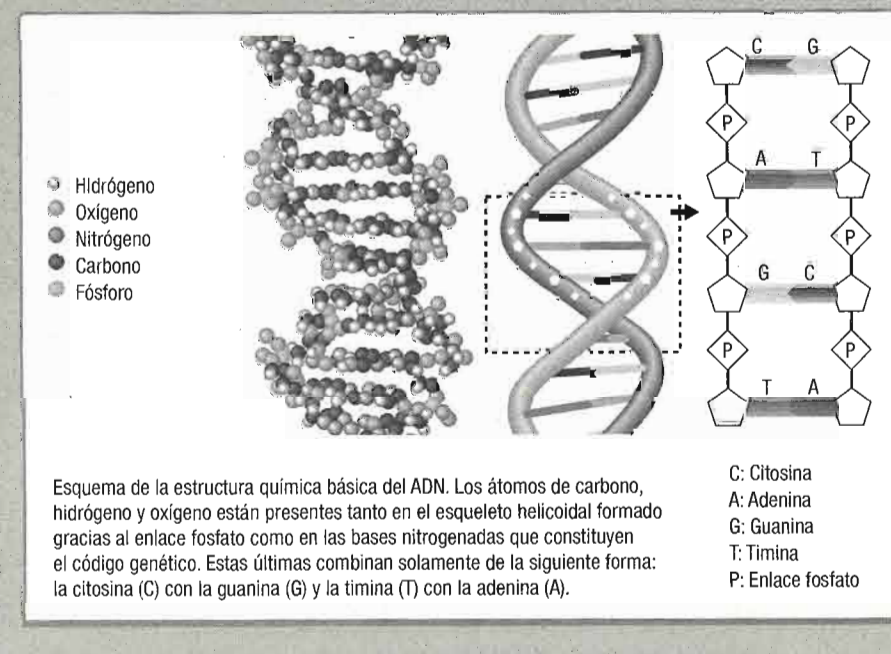 Hidrógeno
Oxígeno
Nitrógeno
Carbono
Fósforo
C G
P P
A T
P P
G C
P P
T A
Esquema de la estructura química básica del ADN. Los átomos de carbono,
hidrógeno y oxígeno están presentes tanto en el esqueleto helicoidal formado
gracias al enlace fosfato como en las bases nitrogenadas que constituyen
el código genético. Estas últimas combinan solamente de la siguiente forma:
la citosina (C) con la guanina (G) y la timina (T) con la adenina (A).
C: Citosina
A: Adenina
G: Guanina
T: Timina
P: Enlace fosfato